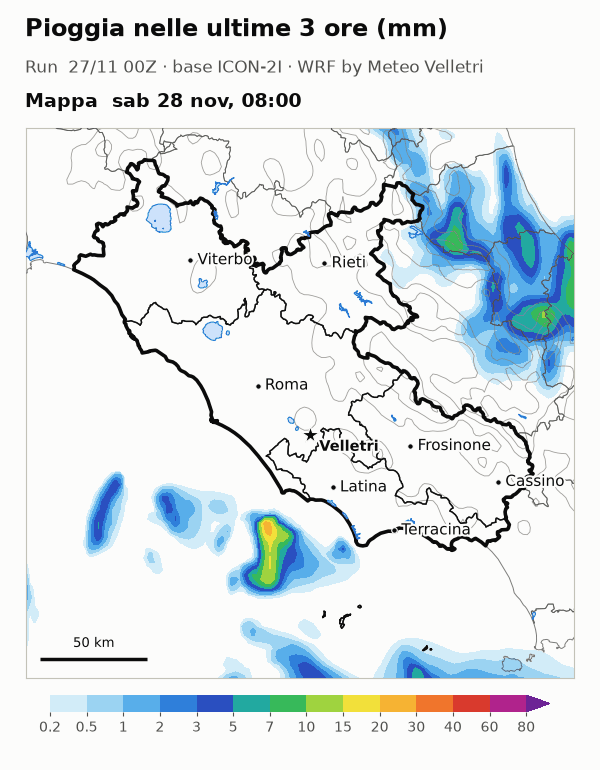 Pioggia nelle ultime 3 ore (mm)
Run  27/11 00Z · base ICON-2I · WRF by Meteo Velletri
Mappa  sab 28 nov, 08:00
Viterbo
Rieti
Roma
Velletri
Frosinone
Latina
Cassino
Terracina
50 km
0.2 0.5 1 2 3 5 7 10 15 20 30 40 60 80